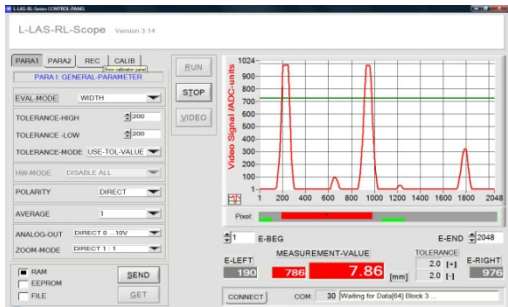 L-LAS-RL-Series CONTROL-PANEL
L-LAS-RL-Scope Version 3.14
PARA1 PARA2 REC CALIB
Show calibration panel
PARA I: GENERAL-PARAMETER
EVAL-MODE WIDTH
TOLERANCE-HIGH 200
TOLERANCE -LOW 200
TOLERANCE-MODE USE-TOL-VALUE
HW-MODE DISABLE ALL
POLARITY DIRECT
AVERAGE 1
ANALOG-OUT DIRECT 0 ...10V
ZOOM-MODE DIRECT 1 : 1
RAM
EEPROM
FILE
SEND
GET
RUN
STOP
VIDEO
Video Signal /ADC-units
1024
900
800
700
600
500
400
300
200
100
1
1 200 400 600 800 1000 1200 1400 1600 1800 2048
Pixel:
1 E-BEG E-END 2048
MEASUREMENT-VALUE TOLERANCE
E-LEFT E-RIGHT
190 786 7.86 [mm] 2.0 [+] 976
2.0 [-]
CONNECT COM: 30 Waiting for Data[64] Block 3 ...